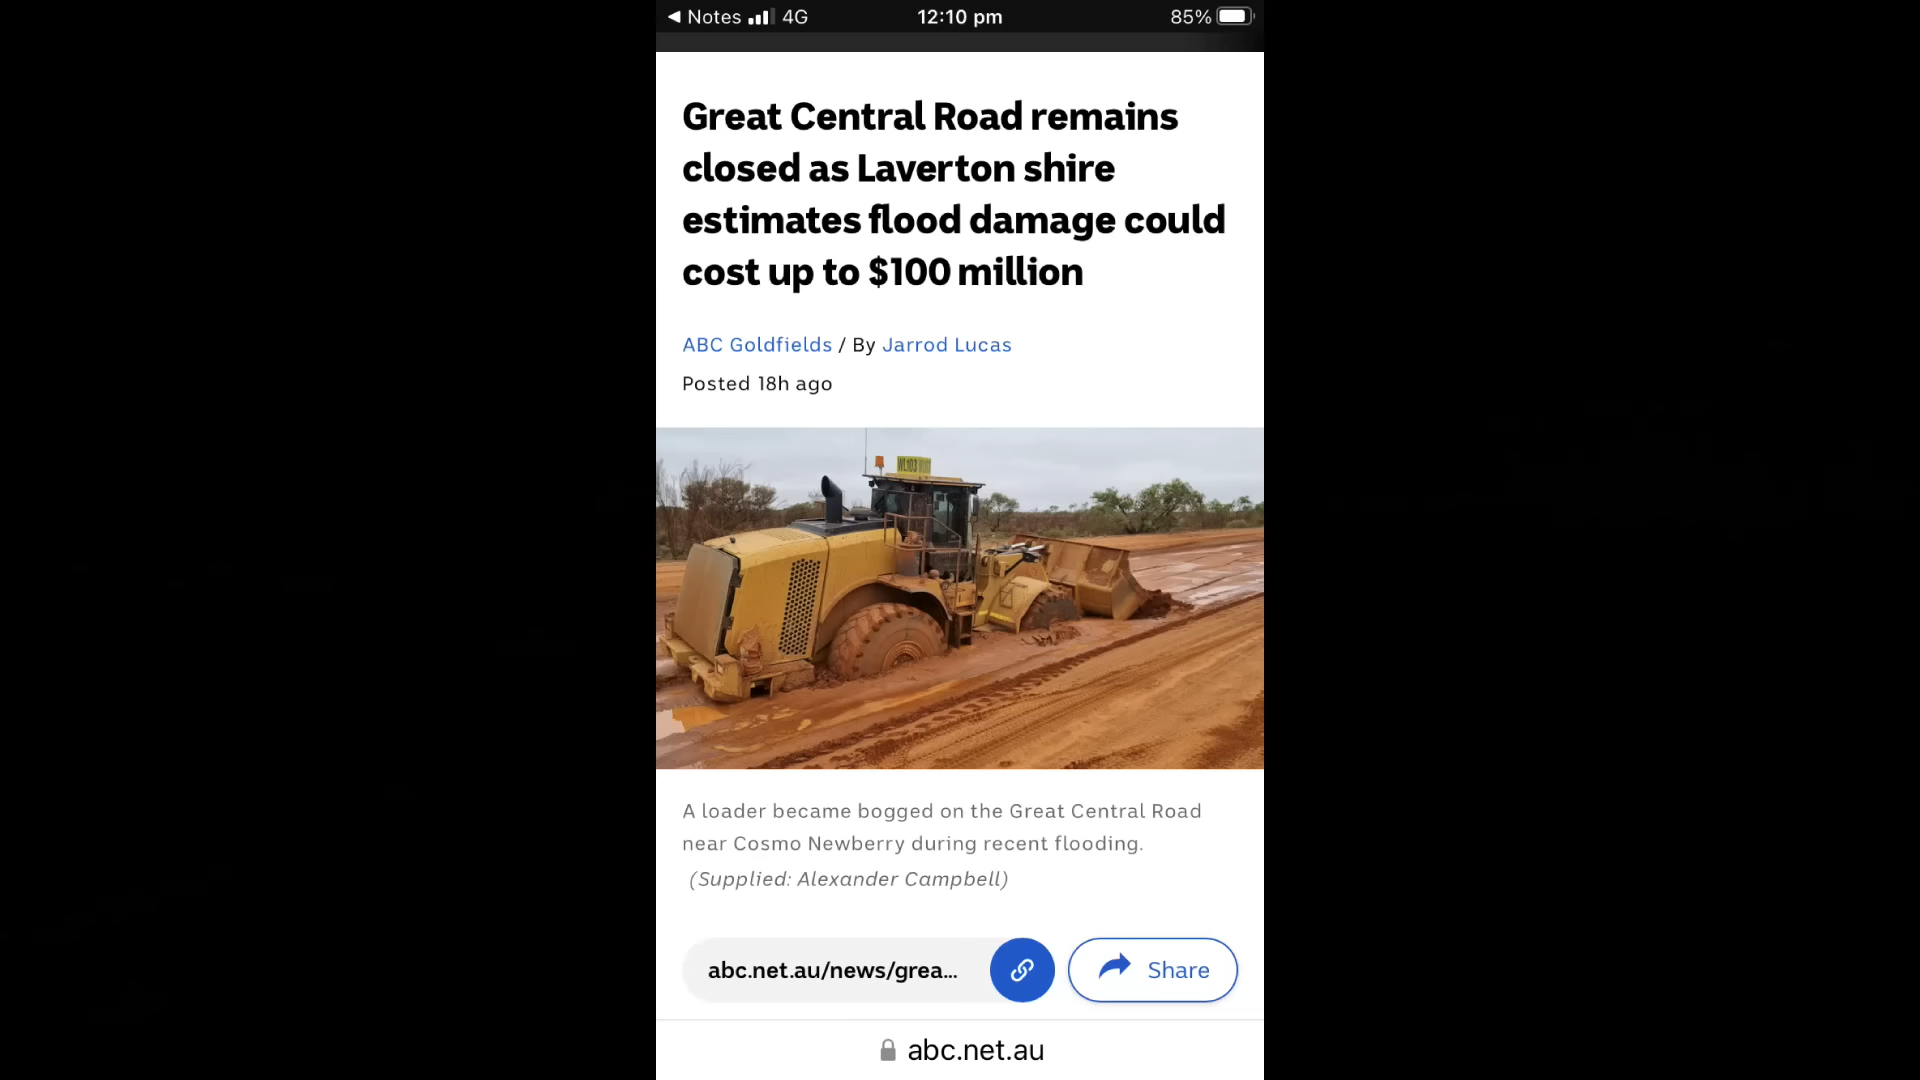 Notes 4G 12:10 pm 85%
Great Central Road remains
closed as Laverton shire
estimates flood damage could
cost up to $100 million
ABC Goldfields / By Jarrod Lucas
Posted 18h ago
WL103
A loader became bogged on the Great Central Road
near Cosmo Newberry during recent flooding.
(Supplied: Alexander Campbell)
abc.net.au/news/grea... Share
abc.net.au